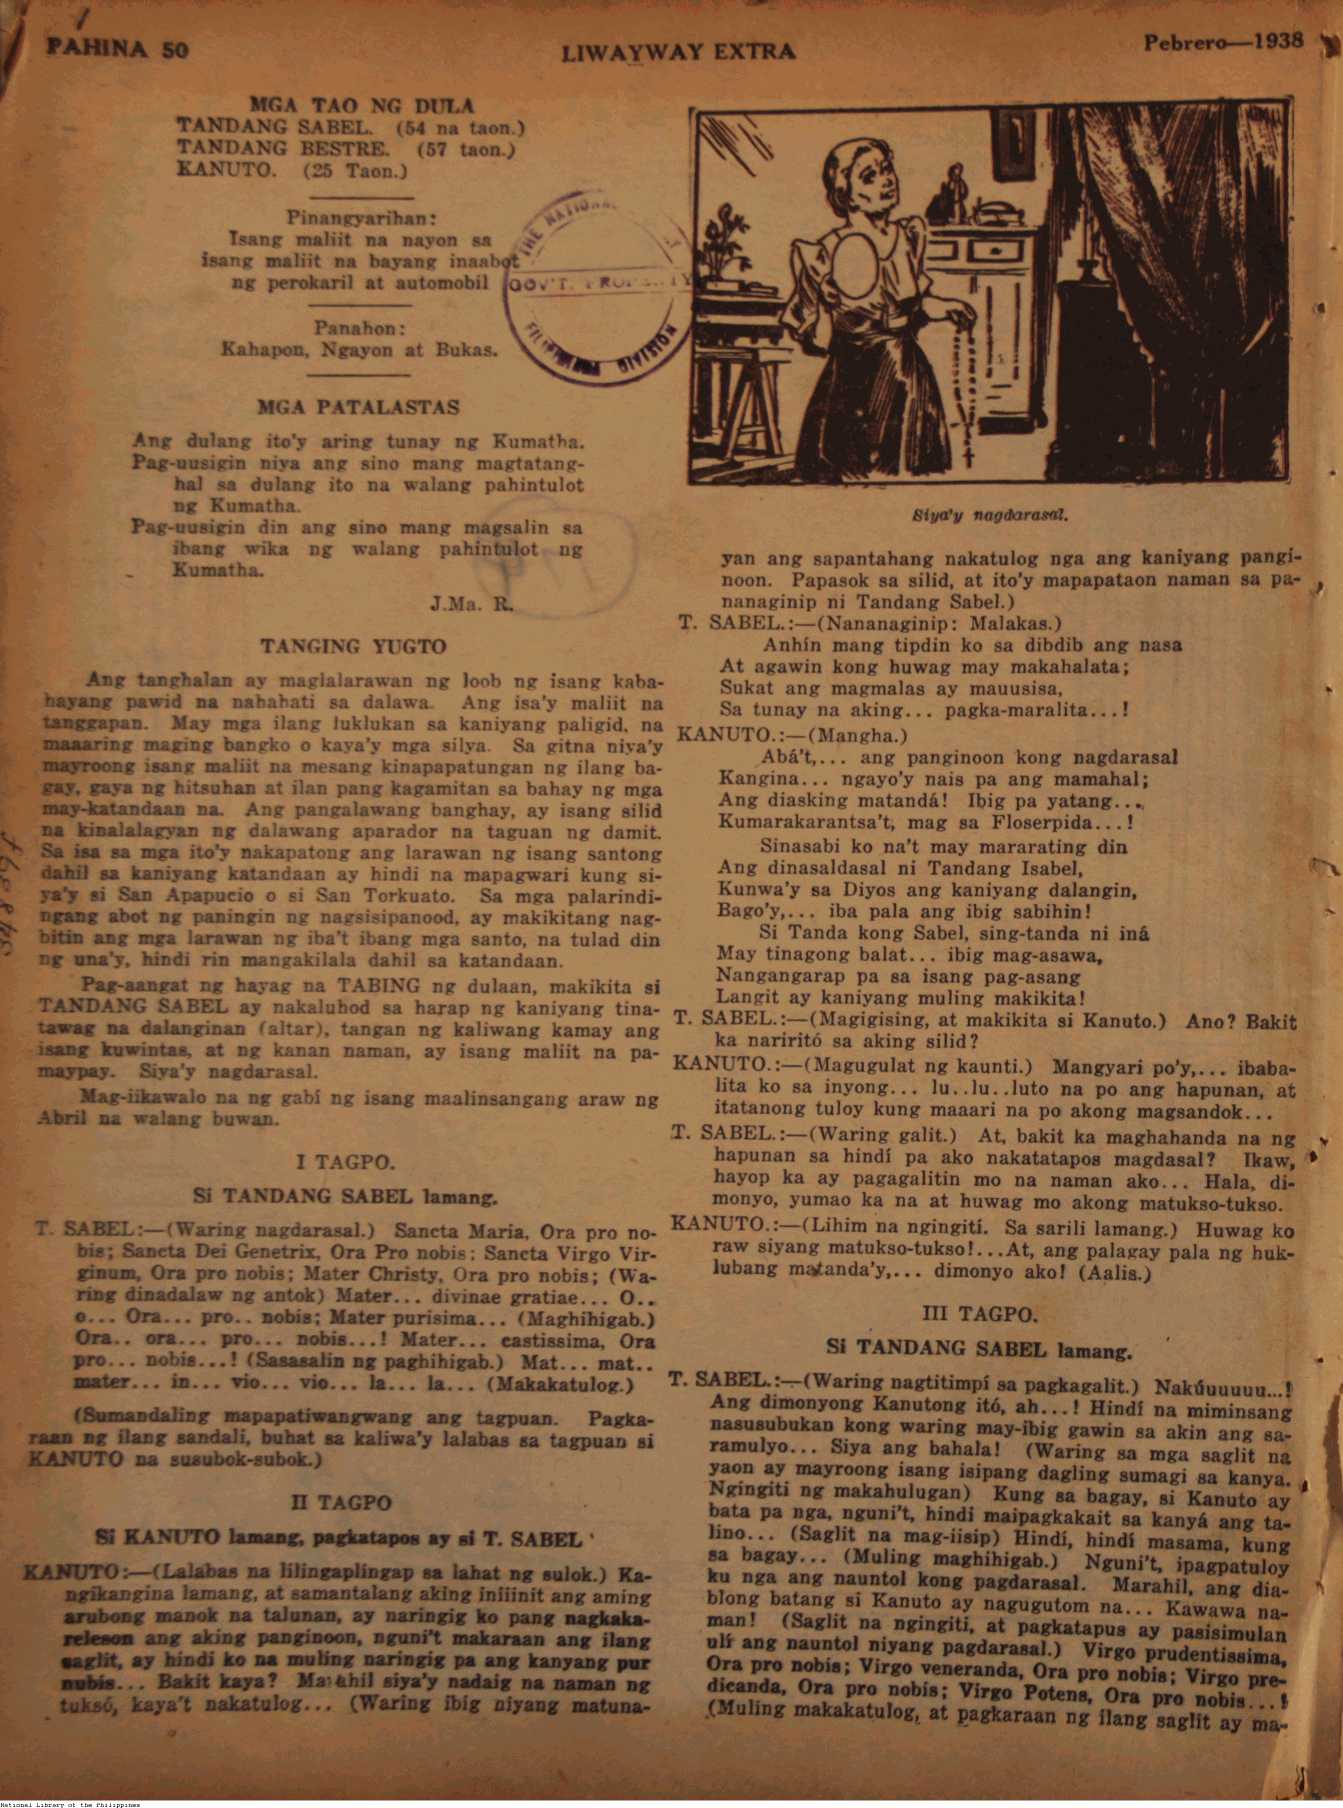 PAHINA 50
LIWAYWAY EXTRA
Pebrero—1938
MGA TAO NG DULA
TANDANG SABEL. (54 na taon.)
TANDANG BESTRE. (57 taon.)
KANUTO. (25 Taon.)
Pinangyarihan:
Isang maliit na nayon sa
isang maliit na bayang inaabot
ng perokaril at automobil
Panahon:
Kahapon, Ngayon at Bukas.
MGA PATALASTAS
Ang dulang ito'y aring tunay ng Kumatha.
Pag-uusigin niya ang sino mang magtatang-
hal sa dulang ito na walang pahintulot
ng Kumatha.
Pag-uusigin din ang sino mang magsalin sa
ibang wika ng walang pahintulot ng
Kumatha.
J.Ma. R.
TANGING YUGTO
Ang tanghalan ay maglalarawan ng loob ng isang kaba-
hayang pawid na nahahati sa dalawa. Ang isa'y maliit na
tanggapan. May mga ilang luklukan sa kaniyang paligid, na
maaaring maging bangko o kaya'y mga silya. Sa gitna niya'y
mayroong isang maliit na mesang kinapapatungan ng ilang ba-
gay, gaya ng hitsuhan at ilan pang kagamitan sa bahay ng mga
may-katandaan na. Ang pangalawang banghay, ay isang silid
na kinalalagyan ng dalawang aparador na taguan ng damit.
Sa isa sa mga ito'y nakapatong ang larawan ng isang santong
dahil sa kaniyang katandaan ay hindi na mapagwari kung si-
ya'y si San Apapucio o si San Torkuato. Sa mga palarindi-
ngang abot ng paningin ng nagsisipanood, ay makikitang nag-
bitin ang mga larawan ng iba't ibang mga santo, na tulad din
ng una'y, hindi rin mangakilala dahil sa katandaan.
Pag-aangat ng hayag na TABING ng dulaan, makikita si
TANDANG SABEL ay nakaluhod sa harap ng kaniyang tina-
tawag na dalanginan (altar), tangan ng kaliwang kamay ang
isang kuwintas, at ng kanan naman, ay isang maliit na pa-
maypay. Siya'y nagdarasal.
Mag-iikawalo na ng gabí ng isang maalinsangang araw ng
Abril na walang buwan.
I TAGPO.
Si TANDANG SABEL lamang.
T. SABEL:—(Waring nagdarasal.) Sancta Maria, Ora pro no-
bis; Sancta Dei Genetrix, Ora Pro nobis; Sancta Virgo Vir-
ginum, Ora pro nobis; Mater Christy, Ora pro nobis; (Wa-
ring dinadalaw ng antok) Mater... divinae gratiae... O..
o... Ora... pro.. nobis; Mater purisima... (Maghihigab.)
Ora.. ora... pro... nobis...! Mater... castissima, Ora
pro... nobis...! (Sasasalin ng paghihigab.) Mat... mat..
mater... in... vio... vio... la... la... (Makakatulog.)
(Sumandaling mapapatiwangwang ang tagpuan. Pagka-
raan ng ilang sandali, buhat sa kaliwa'y lalabas sa tagpuan si
KANUTO na susubok-subok.)
II TAGPO
Si KANUTO lamang, pagkatapos ay si T. SABEL
KANUTO:—(Lalabas na lilingaplingap sa lahat ng sulok.) Ka-
ngikangina lamang, at samantalang aking iniiinit ang aming
arubong manok na talunan, ay naringig ko pang nagkaka-
releson ang aking panginoon, nguni't makaraan ang ilang
saglit, ay hindi ko na muling naringig pa ang kanyang pur
nubis... Bakit kaya? Marahil siya'y nadaig na naman ng
tuksó, kaya't nakatulog... (Waring ibig niyang matuna-
Siya'y nagdarasal.
yan ang sapantahang nakatulog nga ang kaniyang pangi-
noon. Papasok sa silid, at ito'y mapapataon naman sa pa-
nanaginip ni Tandang Sabel.)
T. SABEL.:—(Nananaginip: Malakas.)
Anhín mang tipdin ko sa dibdib ang nasa
At agawin kong huwag may makahalata;
Sukat ang magmalas ay mauusisa,
Sa tunay na aking... pagka-maralita...!
KANUTO.:—(Mangha.)
Abá't,... ang panginoon kong nagdarasal
Kangina... ngayo'y nais pa ang mamahal;
Ang diasking matandá! Ibig pa yatang...,
Kumarakarantsa't, mag sa Floserpida...!
Sinasabi ko na't may mararating din
Ang dinasaldasal ni Tandang Isabel,
Kunwa'y sa Diyos ang kaniyang dalangin,
Bago'y,... iba pala ang ibig sabihin!
Si Tanda kong Sabel, sing-tanda ni iná
May tinagong balat... ibig mag-asawa,
Nangangarap pa sa isang pag-asang
Langit ay kaniyang muling makikita!
T. SABEL.:—(Magigising, at makikita si Kanuto.) Ano? Bakit
ka nariritó sa aking silid?
KANUTO.:—(Magugulat ng kaunti.) Mangyari po'y,... ibaba-
lita ko sa inyong... lu..lu..luto na po ang hapunan, at
itatanong tuloy kung maaari na po akong magsandok...
T. SABEL.:—(Waring galit.) At, bakit ka maghahanda na ng
hapunan sa hindí pa ako nakatatapos magdasal? Ikaw,
hayop ka ay pagagalitin mo na naman ako... Hala, di-
monyo, yumao ka na at huwag mo akong matukso-tukso.
KANUTO.:—(Lihim na ngingití. Sa sarili lamang.) Huwag ko
raw siyang matukso-tukso!...At, ang palagay pala ng huk-
lubang matanda'y,... dimonyo ako! (Aalis.)
III TAGPO.
Si TANDANG SABEL lamang.
T. SABEL.:—(Waring nagtitimpí sa pagkagalit.) Nakúuuuuu...!
Ang dimonyong Kanutong itó, ah...! Hindí na miminsang
nasusubukan kong waring may-ibig gawin sa akin ang sa-
ramulyo... Siya ang bahala! (Waring sa mga saglit na
yaon ay mayroong isang isipang dagling sumagi sa kanya.
Ngingiti ng makahulugan) Kung sa bagay, si Kanuto ay
bata pa nga, nguni't, hindi maipagkakait sa kanyá ang ta-
lino... (Saglit na mag-iisip) Hindí, hindí masama, kung
sa bagay... (Muling maghihigab.) Nguni't, ipagpatuloy
ku nga ang nauntol kong pagdarasal. Marahil, ang dia-
blong batang si Kanuto ay nagugutom na... Kawawa na-
man! (Saglit na ngingiti, at pagkatapus ay pasisimulan
ulí ang nauntol niyang pagdarasal.) Virgo prudentissima,
Ora pro nobis; Virgo veneranda, Ora pro nobis; Virgo pre-
dicanda, Ora pro nobis; Virgo Potens, Ora pro nobis...!
(Muling makakatulog, at pagkaraan ng ilang saglit ay ma-
THE NATIONAL
GOV'T. PROPERTY
FILIPINIANA DIVISION
National Library of the Philippines